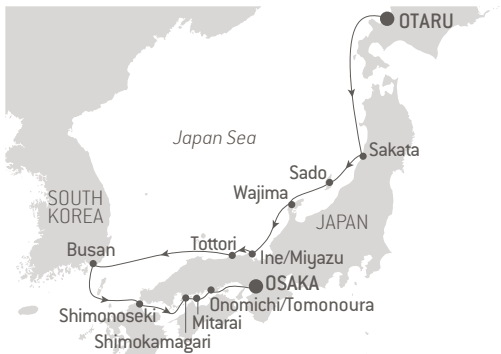 OTARU
Japan Sea
Sakata
Sado
Wajima
SOUTH
KOREA
JAPAN
Busan
Tottori
Ine/Miyazu
OSAKA
Onomichi/Tomonoura
Shimonoseki
Mitarai
Shimokamagari